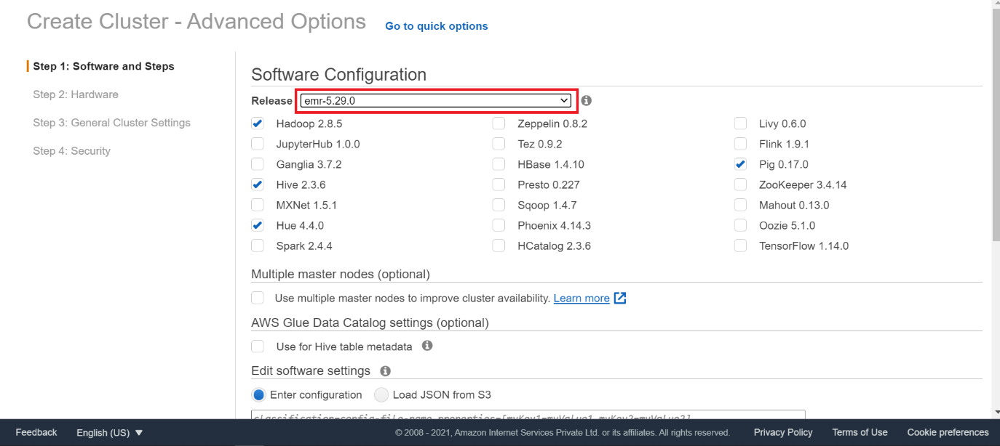 Create Cluster - Advanced Options Go to quick options
Step 1: Software and Steps
Step 2: Hardware
Step 3: General Cluster Settings
Step 4: Security
Software Configuration
Release emr-5.29.0
Hadoop 2.8.5 Zeppelin 0.8.2 Livy 0.6.0
JupyterHub 1.0.0 Tez 0.9.2 Flink 1.9.1
Ganglia 3.7.2 HBase 1.4.10 Pig 0.17.0
Hive 2.3.6 Presto 0.227 ZooKeeper 3.4.14
MXNet 1.5.1 Sqoop 1.4.7 Mahout 0.13.0
Hue 4.4.0 Phoenix 4.14.3 Oozie 5.1.0
Spark 2.4.4 HCatalog 2.3.6 TensorFlow 1.14.0
Multiple master nodes (optional)
Use multiple master nodes to improve cluster availability. Learn more
AWS Glue Data Catalog settings (optional)
Use for Hive table metadata
Edit software settings
Enter configuration Load JSON from S3
classification=config-file-name,properties=[myKey1=myValue1,myKey2=myValue2]
Feedback English (US) © 2008 - 2021, Amazon Internet Services Private Ltd. or its affiliates. All rights reserved. Privacy Policy Terms of Use Cookie preferences